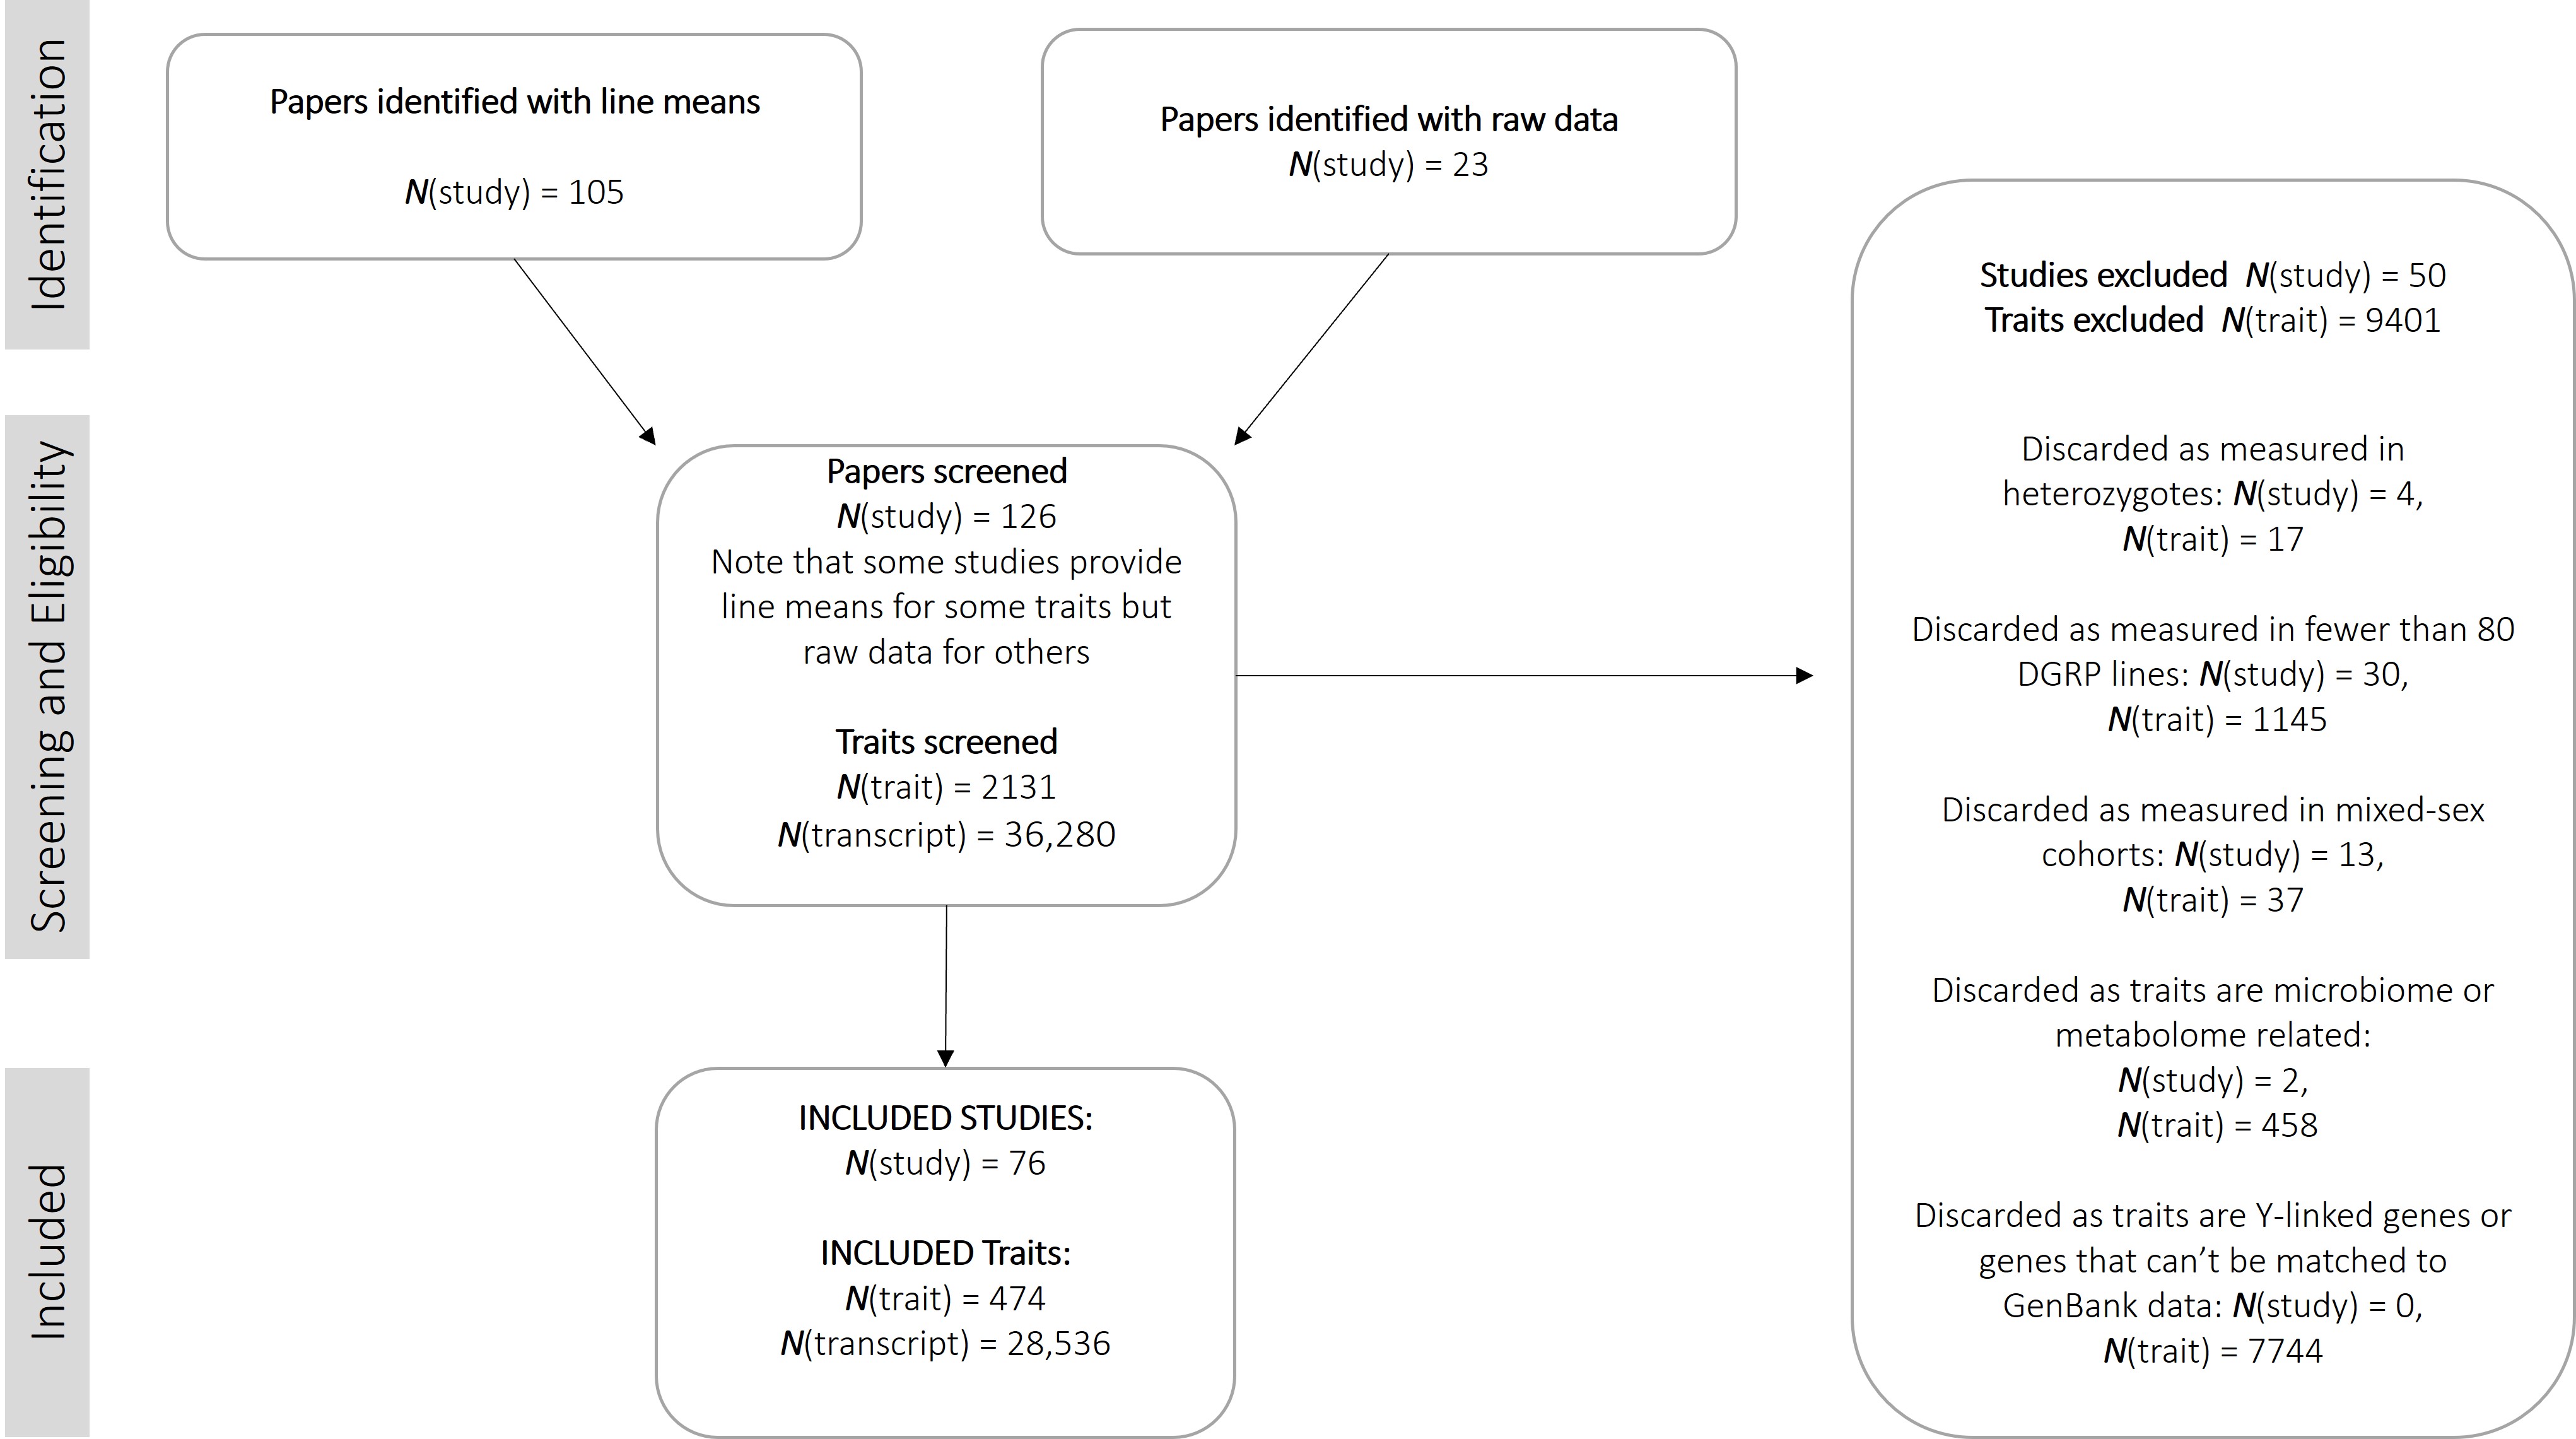 Identification
Papers identified with line means
N(study) = 105
Papers identified with raw data
N(study) = 23
Screening and Eligibility
Papers screened
N(study) = 126
Note that some studies provide
line means for some traits but
raw data for others
Traits screened
N(trait) = 2131
N(transcript) = 36,280
Studies excluded N(study) = 50
Traits excluded N(trait) = 9401
Discarded as measured in
heterozygotes: N(study) = 4,
N(trait) = 17
Discarded as measured in fewer than 80
DGRP lines: N(study) = 30,
N(trait) = 1145
Discarded as measured in mixed-sex
cohorts: N(study) = 13,
N(trait) = 37
Discarded as traits are microbiome or
metabolome related:
N(study) = 2,
N(trait) = 458
Discarded as traits are Y-linked genes or
genes that can’t be matched to
GenBank data: N(study) = 0,
N(trait) = 7744
Included
INCLUDED STUDIES:
N(study) = 76
INCLUDED Traits:
N(trait) = 474
N(transcript) = 28,536